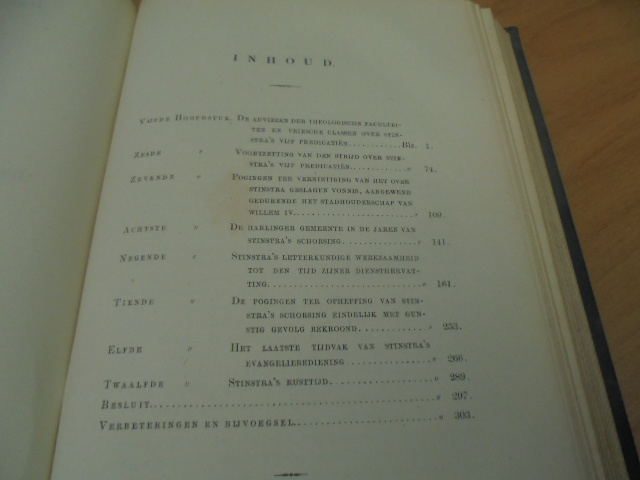 INHOUD.
VIJFDE HOOFDSTUK. DE ADVIEZEN DER THEOLOGISCHE FACULTEI-
TEN EN VRIESCHE CLASSEN OVER STIN-
STRA'S VIJF PREDICATIËN............Blz. 1.
ZESDE " VOORTZETTING VAN DEN STRIJD OVER STIN-
STRA'S VIJF PREDICATIËN............ " 74.
ZEVENDE " POGINGEN TER VERNIETIGING VAN HET OVER
STINSTRA GESLAGEN VONNIS, AANGEWEND
GEDURENDE HET STADHOUDERSCHAP VAN
WILLEM IV........................ " 109.
ACHTSTE " DE HARLINGER GEMEENTE IN DE JAREN VAN
STINSTRA'S SCHORSING............... " 141.
NEGENDE " STINSTRA'S LETTERKUNDIGE WERKZAAMHEID
TOT DEN TIJD ZIJNER DIENSTHERVAT-
TING............................. " 161.
TIENDE " DE POGINGEN TER OPHEFFING VAN STIN-
STRA'S SCHORSING EINDELIJK MET GUN-
STIG GEVOLG BEKROOND............. " 253.
ELFDE " HET LAATSTE TIJDVAK VAN STINSTRA'S
EVANGELIEBEDIENING............... " 266.
TWAALFDE " STINSTRA'S RUSTTIJD................ " 289.
BESLUIT............................................ " 297.
VERBETERINGEN EN BIJVOEGSEL...................... " 303.